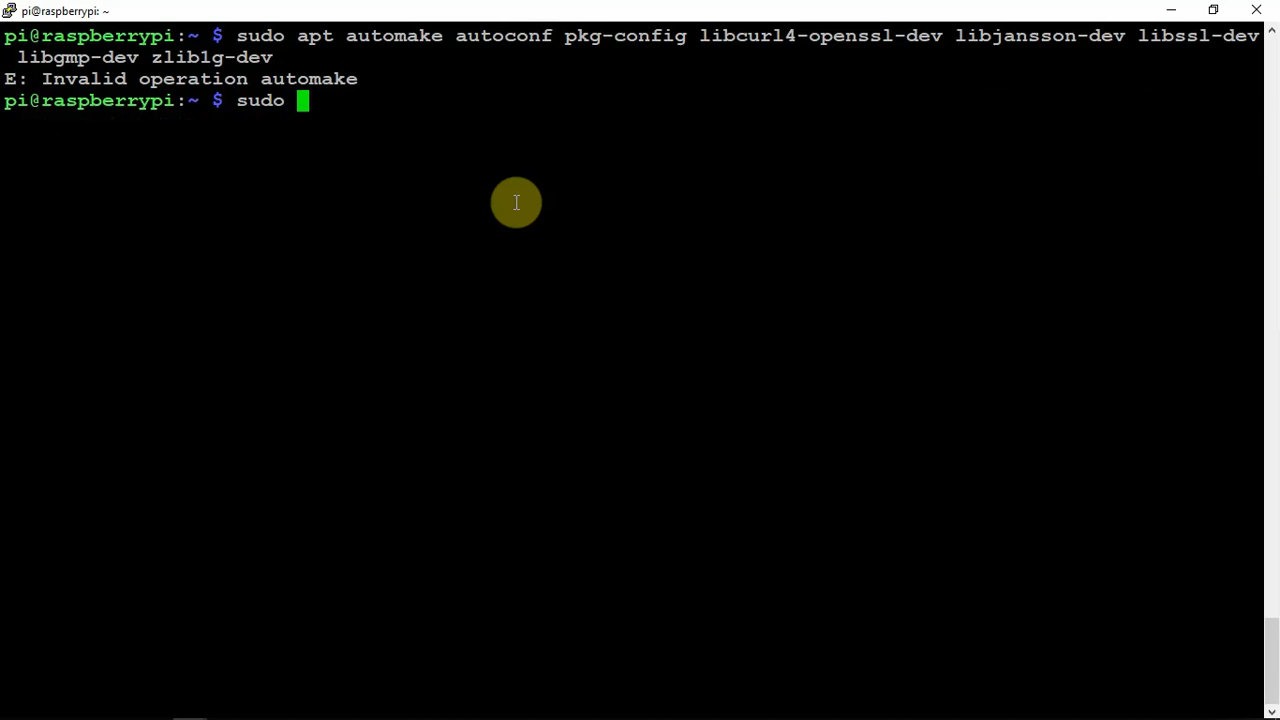 pi@raspberrypi: ~
pi@raspberrypi:~ $ sudo apt automake autoconf pkg-config libcurl4-openssl-dev libjansson-dev libssl-dev
libgmp-dev zlib1g-dev
E: Invalid operation automake
pi@raspberrypi:~ $ sudo